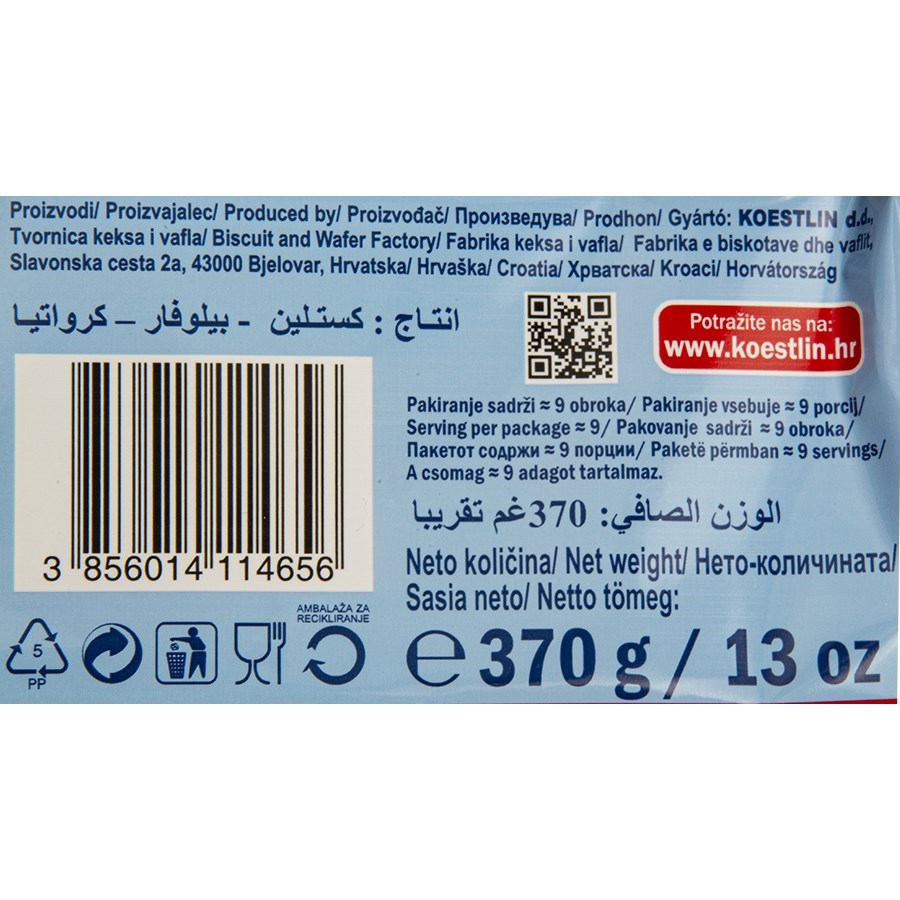 Proizvodi/ Proizvajalec/ Produced by/ Proizvođač/ Произведува/ Prodhon/ Gyártó: KOESTLIN d.d.,
Tvornica keksa i vafla/ Biscuit and Wafer Factory/ Fabrika keksa i vafla/ Fabrika e biskotave dhe vaflit,
Slavonska cesta 2a, 43000 Bjelovar, Hrvatska/ Hrvaška/ Croatia/ Хрватска/ Kroaci/ Horvátország
انتاج : كستلين - بيلوفار – كرواتيا
Potražite nas na:
www.koestlin.hr
Pakiranje sadrži ≈ 9 obroka/ Pakiranje vsebuje ≈ 9 porcij/
Serving per package ≈ 9/ Pakovanje sadrži ≈ 9 obroka/
Пакетот содржи ≈ 9 порции/ Paketë përmban ≈ 9 servings/
A csomag ≈ 9 adagot tartalmaz.
الوزن الصافي: 370غم تقريبا
3 856014 114656
Neto količina/ Net weight/ Нето-количината/
Sasia neto/ Netto tömeg:
AMBALAŽA ZA
RECIKLIRANJE
5
PP
℮ 370 g / 13 oz